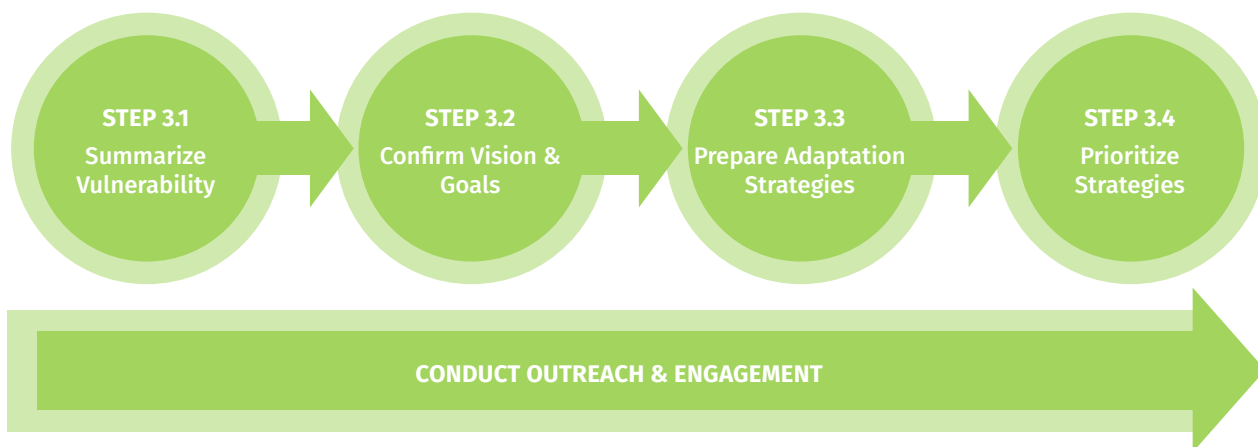 STEP 3.1
Summarize
Vulnerability
STEP 3.2
Confirm Vision &
Goals
STEP 3.3
Prepare Adaptation
Strategies
STEP 3.4
Prioritize
Strategies
CONDUCT OUTREACH & ENGAGEMENT